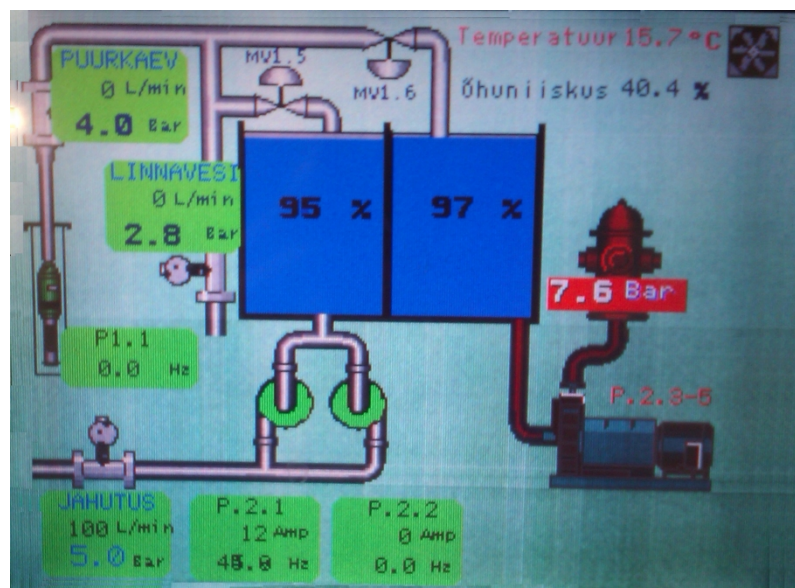 Temperatuur 15.7 °C
PUURKAEV
0 L/min
4.0 Bar
MV1.5
MV1.6
Õhuniiskus 40.4 %
LINNAVESI
0 L/min
2.8 Bar
95 %
97 %
7.6 Bar
P1.1
0.0 Hz
P.2.3-5
JAHUTUS
100 L/min
5.0 Bar
P.2.1
12 Amp
Hz
P.2.2
0 Amp
0.0 Hz